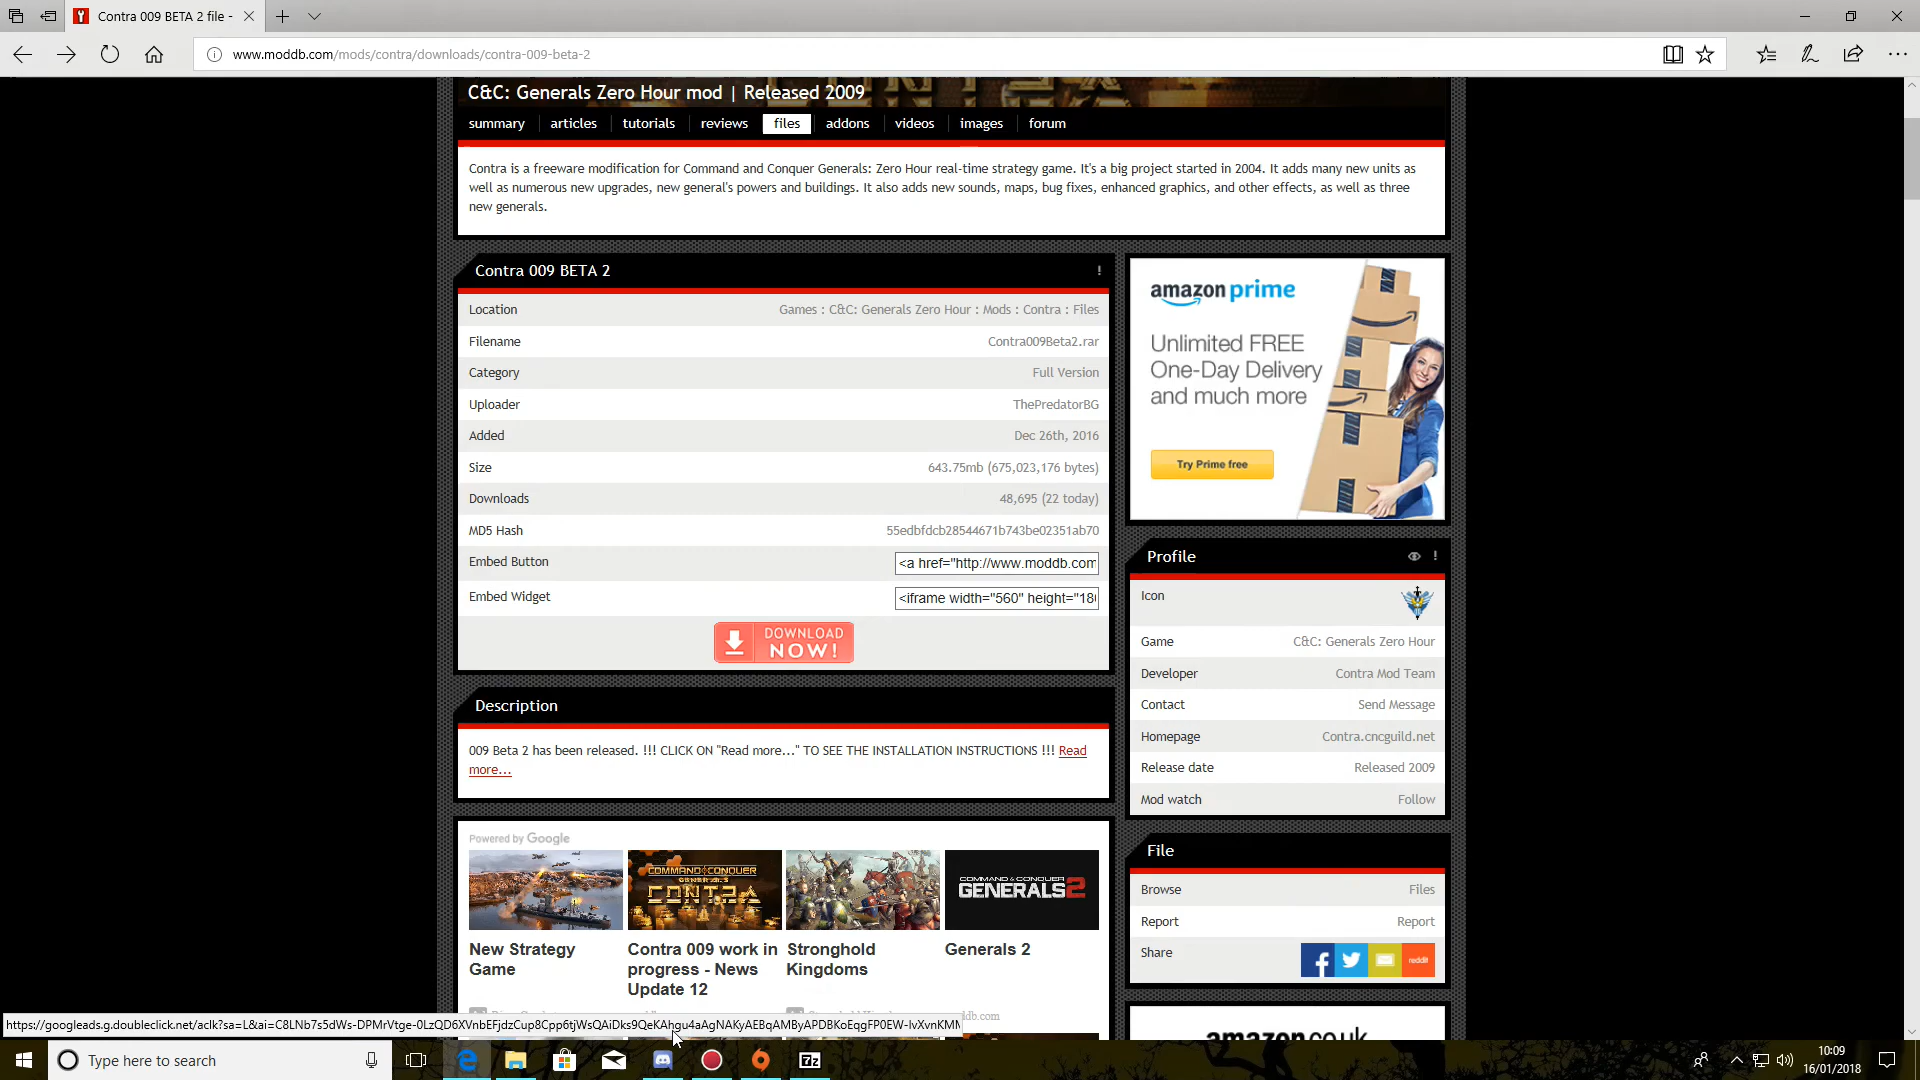 Contra 009 BETA 2 file -
www.moddb.com/mods/contra/downloads/contra-009-beta-2
C&C: Generals Zero Hour mod | Released 2009
summary articles tutorials reviews files addons videos images forum
Contra is a freeware modification for Command and Conquer Generals: Zero Hour real-time strategy game. It's a big project started in 2004. It adds many new units as
well as numerous new upgrades, new general's powers and buildings. It also adds new sounds, maps, bug fixes, enhanced graphics, and other effects, as well as three
new generals.
Contra 009 BETA 2
Location Games : C&C: Generals Zero Hour : Mods : Contra : Files
Filename Contra009Beta2.rar
Category Full Version
Uploader ThePredatorBG
Added Dec 26th, 2016
Size 643.75mb (675,023,176 bytes)
Downloads 48,695 (22 today)
MD5 Hash 55edbfdcb28544671b743be02351ab70
Embed Button <a href="http://www.moddb.com
Embed Widget <iframe width="560" height="18
DOWNLOAD
NOW!
Description
009 Beta 2 has been released. !!! CLICK ON "Read more..." TO SEE THE INSTALLATION INSTRUCTIONS !!! Read
more...
Powered by Google
COMMAND & CONQUER
GENERALS
CONTRA
COMMAND & CONQUER
GENERALS2
New Strategy
Game
Contra 009 work in
progress - News
Update 12
Stronghold
Kingdoms
Generals 2
amazon prime
Unlimited FREE
One-Day Delivery
and much more
Try Prime free
Profile
Icon
Game C&C: Generals Zero Hour
Developer Contra Mod Team
Contact Send Message
Homepage Contra.cncguild.net
Release date Released 2009
Mod watch Follow
File
Browse Files
Report Report
Share
reddit
amazon.co.uk
Type here to search
7z
10:09
16/01/2018